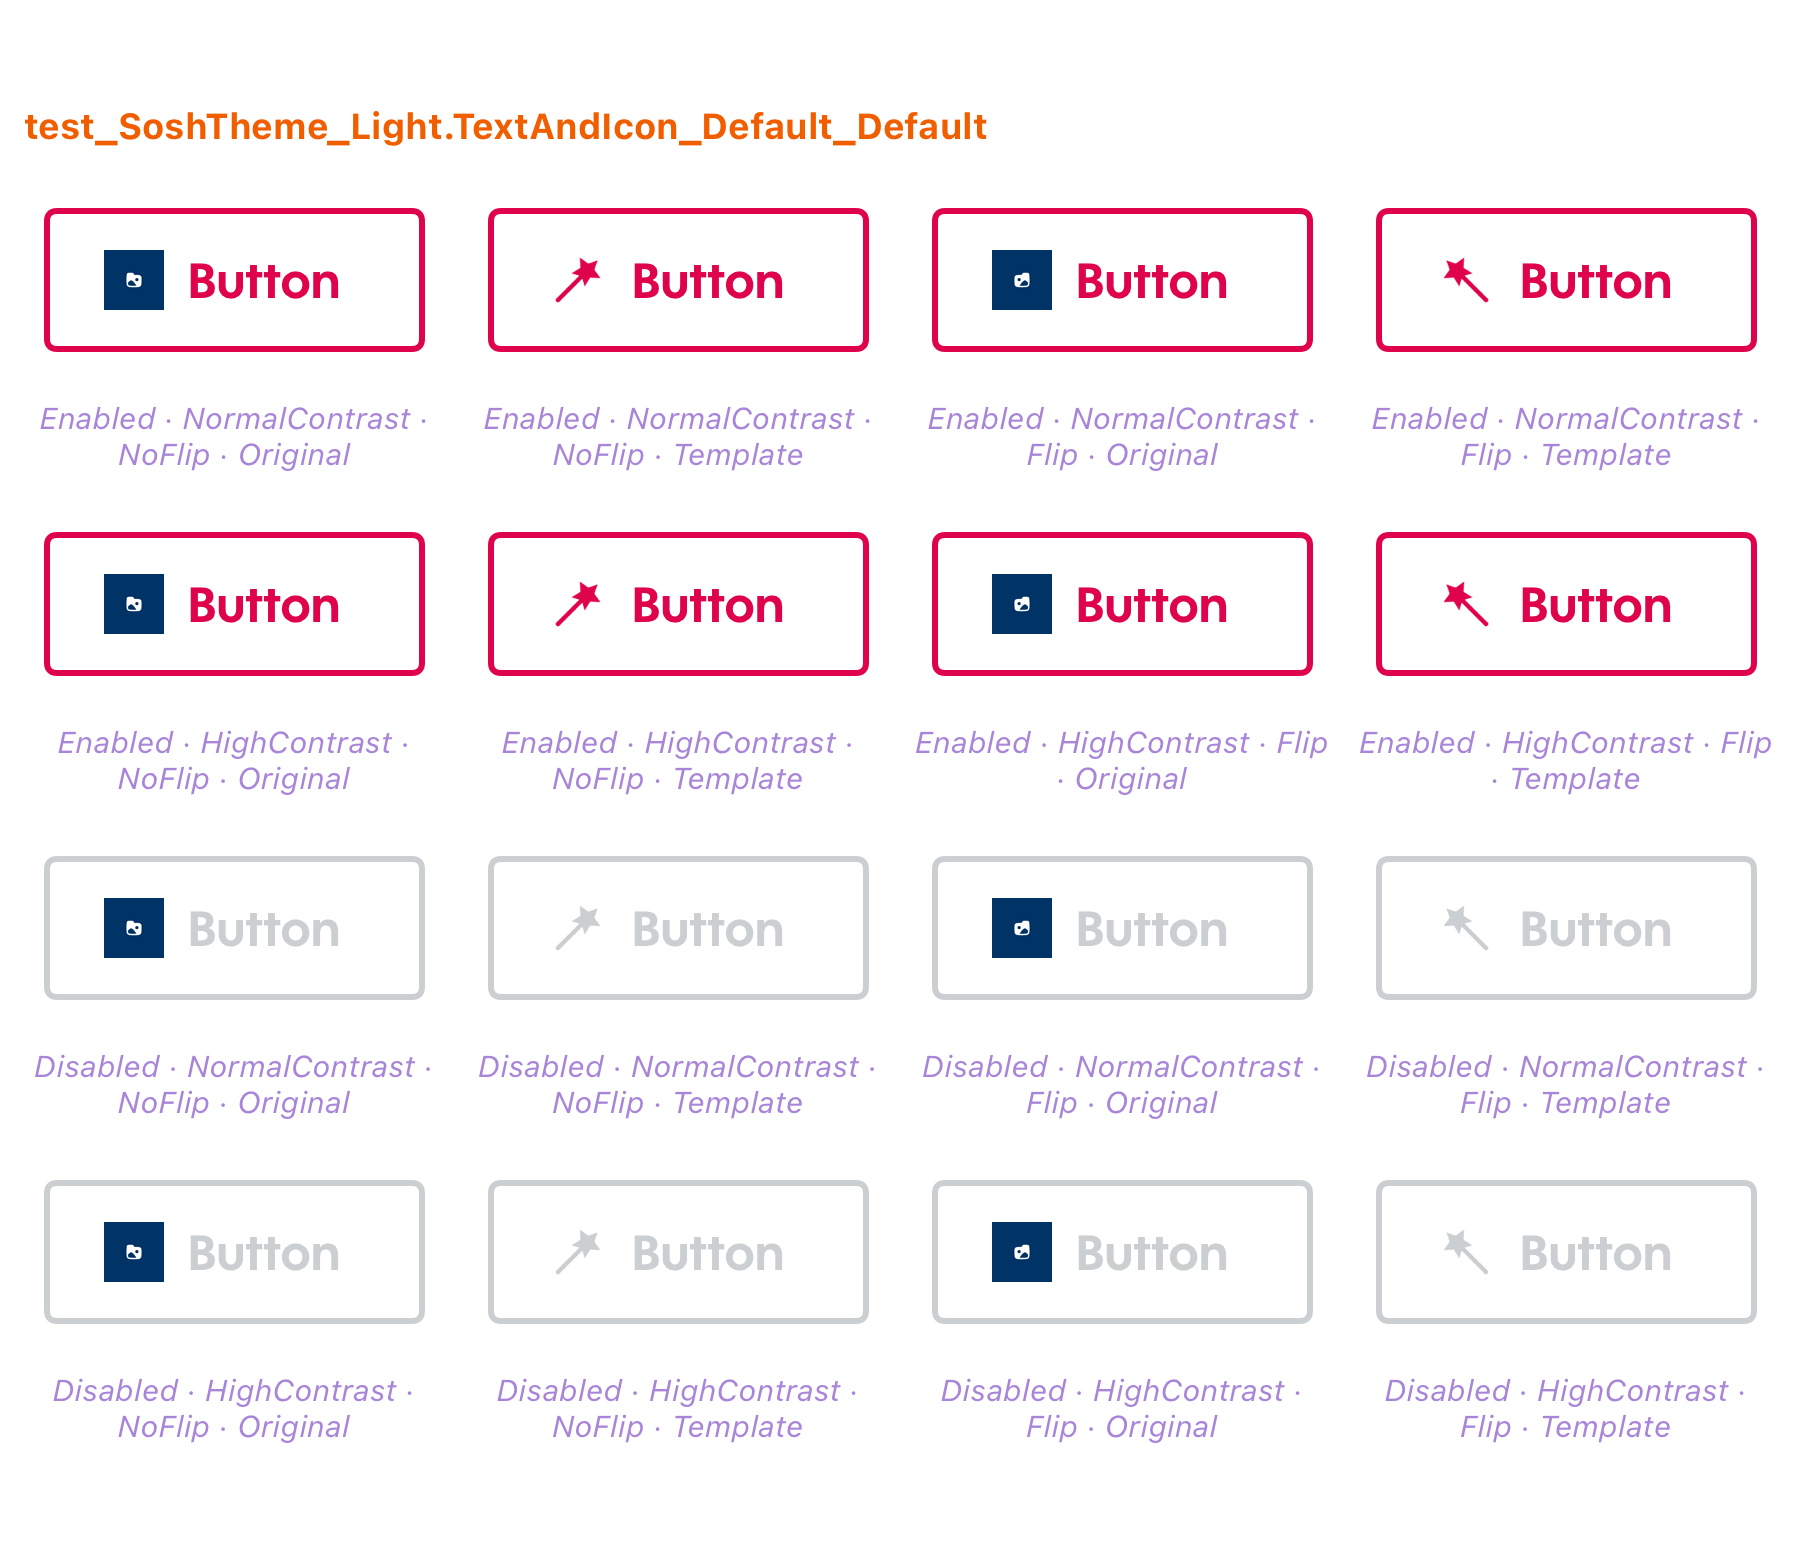 test_SoshTheme_Light.TextAndIcon_Default_Default
Button Button Button Button
Enabled · NormalContrast · Enabled · NormalContrast · Enabled · NormalContrast · Enabled · NormalContrast ·
NoFlip · Original NoFlip · Template Flip · Original Flip · Template
Button Button Button Button
Enabled · HighContrast · Enabled · HighContrast · Enabled · HighContrast · Flip Enabled · HighContrast · Flip
NoFlip · Original NoFlip · Template · Original · Template
Button Button Button Button
Disabled · NormalContrast · Disabled · NormalContrast · Disabled · NormalContrast · Disabled · NormalContrast ·
NoFlip · Original NoFlip · Template Flip · Original Flip · Template
Button Button Button Button
Disabled · HighContrast · Disabled · HighContrast · Disabled · HighContrast · Disabled · HighContrast ·
NoFlip · Original NoFlip · Template Flip · Original Flip · Template